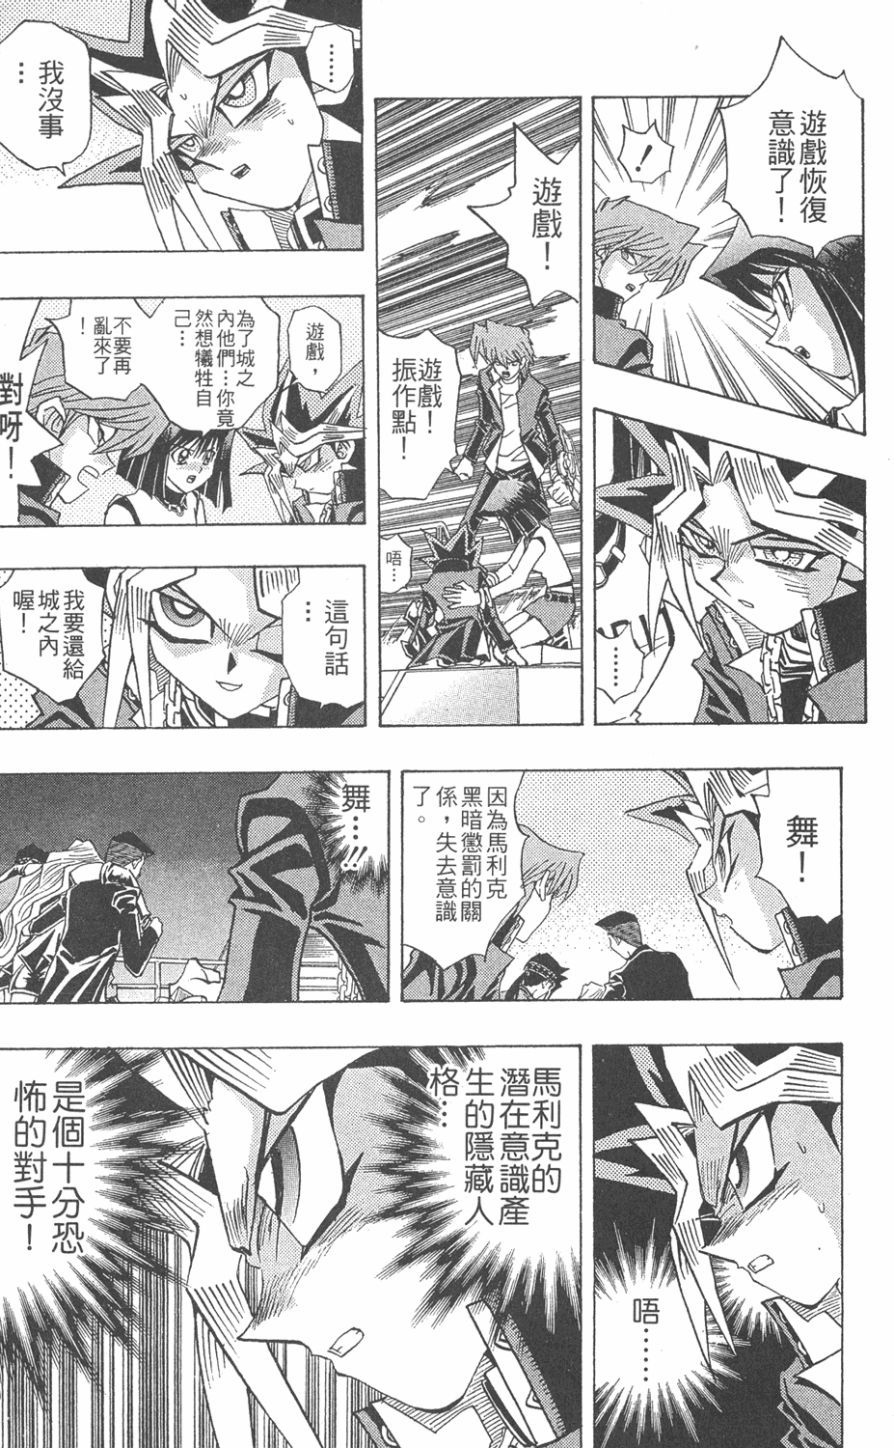 遊戲恢復
意識了！
！
……
遊戲！
遊戲！
振作點！
唔…
……
我沒事
…
遊戲，
為了城之
內他們…你竟
然想犧牲自
己…
不要再
亂來了
！
對呀！
這句話
…
我要還給
城之內
喔！
舞！
因為馬利克
黑暗懲罰的關
係，失去意識
了。
舞…!!
唔……
馬利克的
潛在意識產
生的隱藏人
格…
是個十分恐
怖的對手！